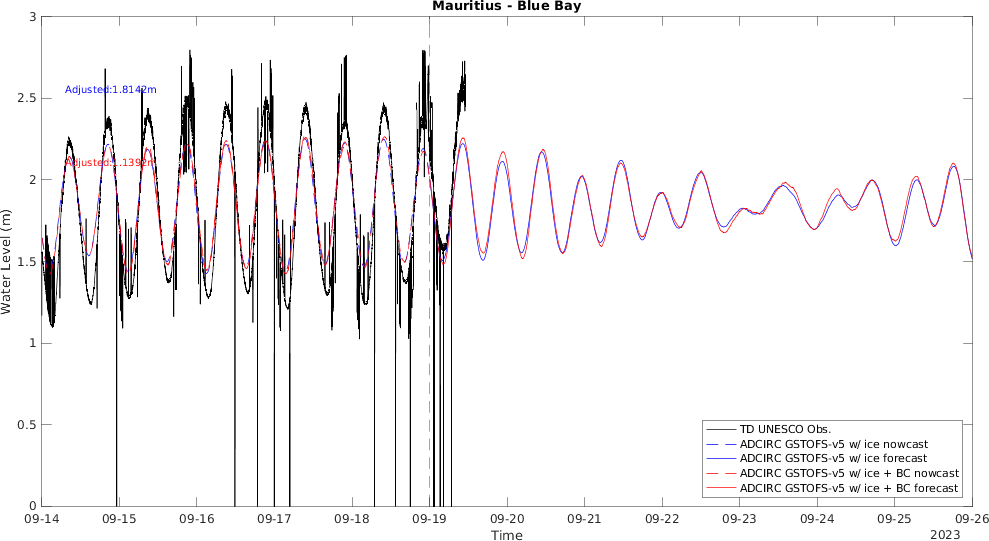 Mauritius - Blue Bay
3
2.5
2
1.5
1
0.5
0
Water Level (m)
Adjusted:1.8142m
Adjusted:1.1392m
TD UNESCO Obs.
ADCIRC GSTOFS-v5 w/ ice nowcast
ADCIRC GSTOFS-v5 w/ ice forecast
ADCIRC GSTOFS-v5 w/ ice + BC nowcast
ADCIRC GSTOFS-v5 w/ ice + BC forecast
09-14 09-15 09-16 09-17 09-18 09-19 09-20 09-21 09-22 09-23 09-24 09-25 09-26
Time
2023